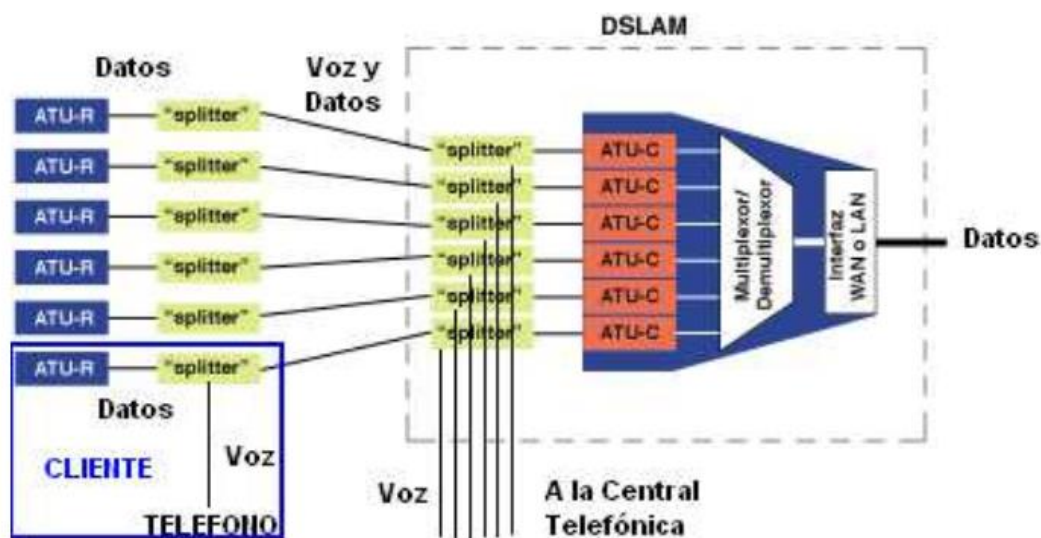 DSLAM
Datos
Voz y
Datos
ATU-R "splitter"
ATU-R "splitter"
ATU-R "splitter"
ATU-R "splitter"
ATU-R "splitter"
ATU-R "splitter"
"splitter" ATU-C
"splitter" ATU-C
"splitter" ATU-C
"splitter" ATU-C
"splitter" ATU-C
"splitter" ATU-C
Multiplexor/
Demultiplexor
Interfaz
WAN o LAN
Datos
Datos
CLIENTE
Voz
TELEFONO
Voz
A la Central
Telefónica